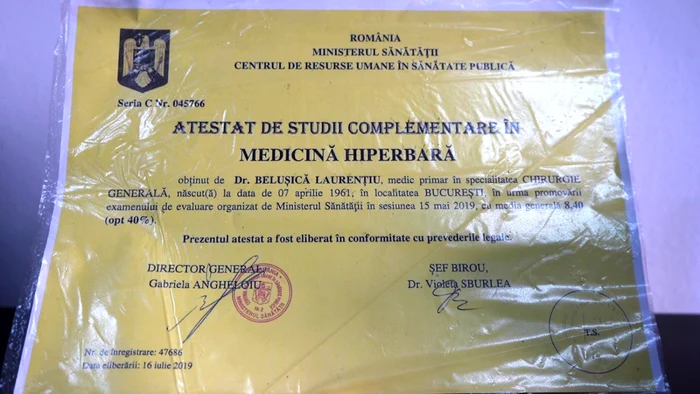 ROMÂNIA
MINISTERUL SĂNĂTĂȚII
CENTRUL DE RESURSE UMANE ÎN SĂNĂTATE PUBLICĂ
Seria C Nr. 045766
ATESTAT DE STUDII COMPLEMENTARE ÎN
MEDICINĂ HIPERBARĂ
obținut de Dr. BELUȘICĂ LAURENȚIU, medic primar în specialitatea CHIRURGIE
GENERALĂ, născut(ă) la data de 07 aprilie 1961, în localitatea BUCUREȘTI, în urma promovării
examenului de evaluare organizat de Ministerul Sănătății în sesiunea 15 mai 2019, cu media generală 8,40
(opt 40%).
Prezentul atestat a fost eliberat în conformitate cu prevederile legale.
DIRECTOR GENERAL,
Gabriela ANGHELOIU
ȘEF BIROU,
Dr. Violeta SBURLEA
MINISTERUL SĂNĂTĂȚII
T.S.
Nr. de înregistrare: 47686
Data eliberării: 16 iulie 2019